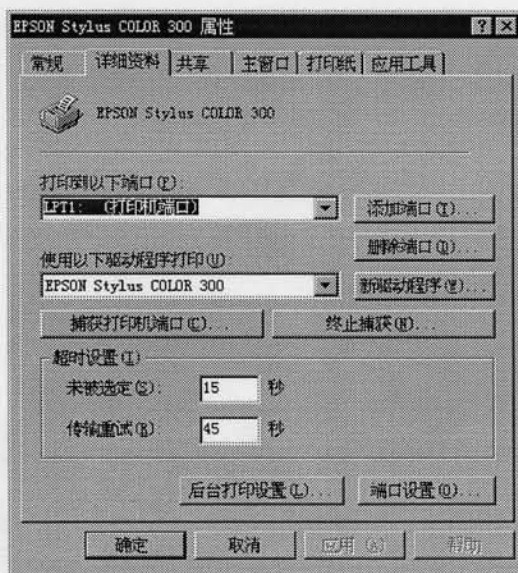 EPSON Stylus COLOR 300 属性
常规 详细资料 共享 主窗口 打印纸 应用工具
EPSON Stylus COLOR 300
打印到以下端口(P):
LPT1: (打印机端口)
添加端口(T)...
删除端口(D)...
使用以下驱动程序打印(U):
EPSON Stylus COLOR 300
新驱动程序(W)...
捕获打印机端口(C)... 终止捕获(N)...
超时设置(I)
未被选定(S): 15 秒
传输重试(R): 45 秒
后台打印设置(L)... 端口设置(O)...
确定 取消 应用(A) 帮助